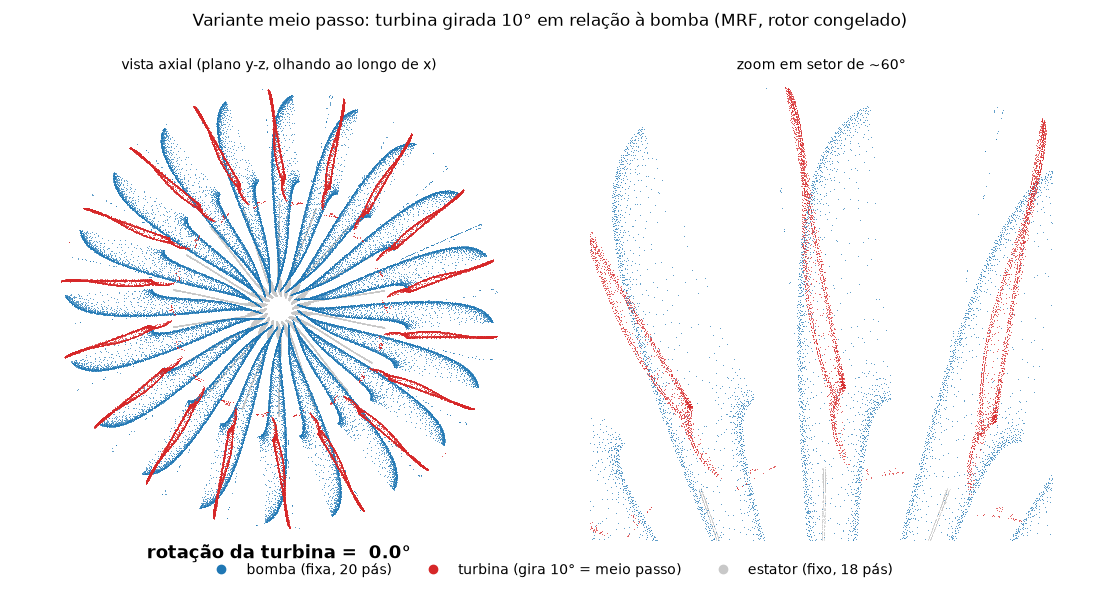 Variante meio passo: turbina girada 10° em relação à bomba (MRF, rotor congelado)
vista axial (plano y-z, olhando ao longo de x)
zoom em setor de ~60°
rotação da turbina = 0.0°
bomba (fixa, 20 pás)
turbina (gira 10° = meio passo)
estator (fixo, 18 pás)